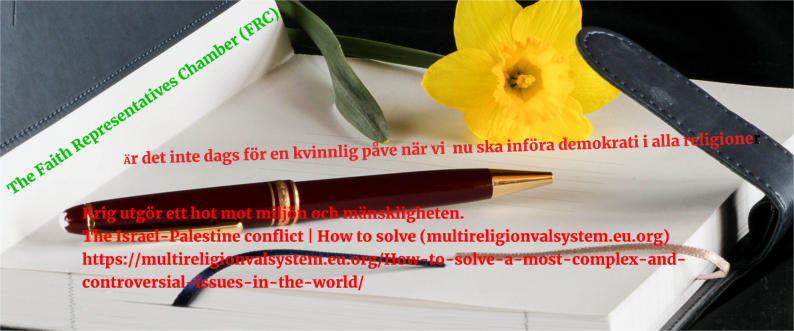 The Faith Representatives Chamber (FRC)
Är det inte dags för en kvinnlig påve när vi  nu ska införa demokrati i alla religioner
Krig utgör ett hot mot miljön och mänskligheten.
The Israel-Palestine conflict | How to solve (multireligionvalsystem.eu.org)
https://multireligionvalsystem.eu.org/How-to-solve-a-most-complex-and-
controversial-issues-in-the-world/